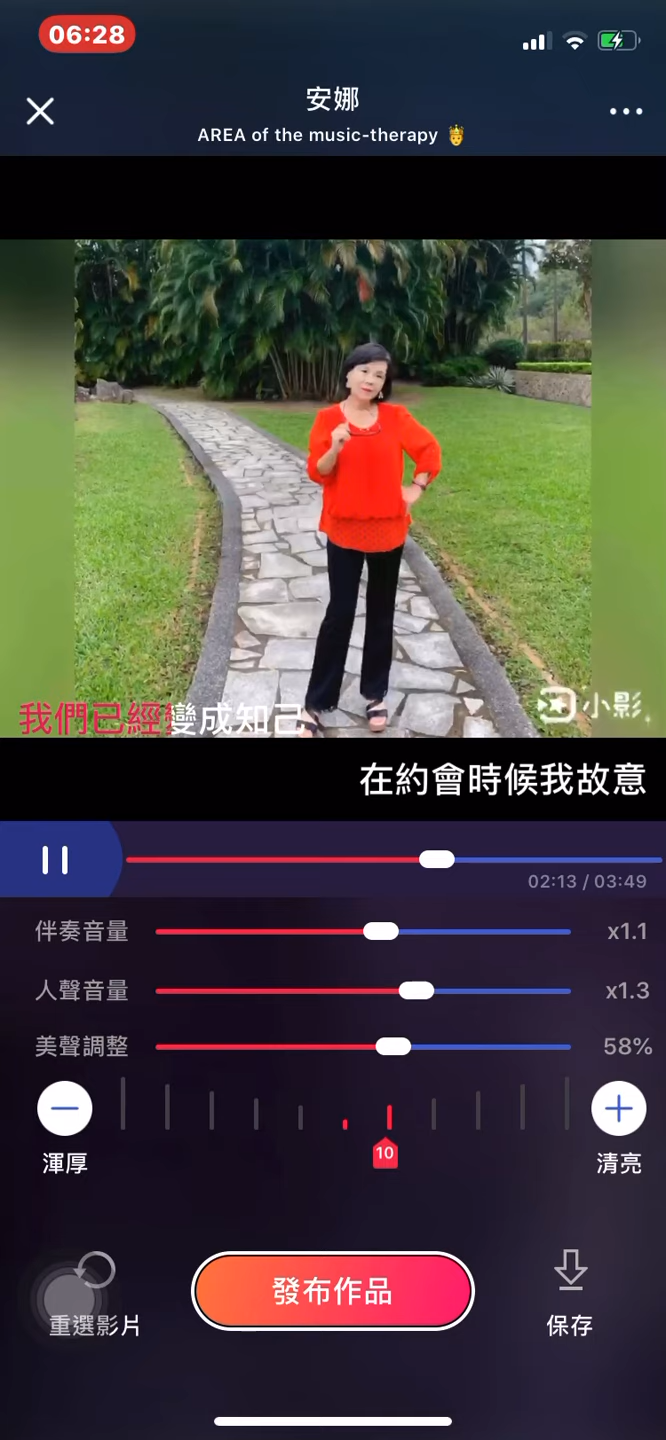 06:28
安娜
AREA of the music-therapy 🤴
我們已經變成知己
小影
在約會時候我故意
02:13 / 03:49
伴奏音量 x1.1
人聲音量 x1.3
美聲調整 58%
10
渾厚 清亮
發布作品
重選影片 保存